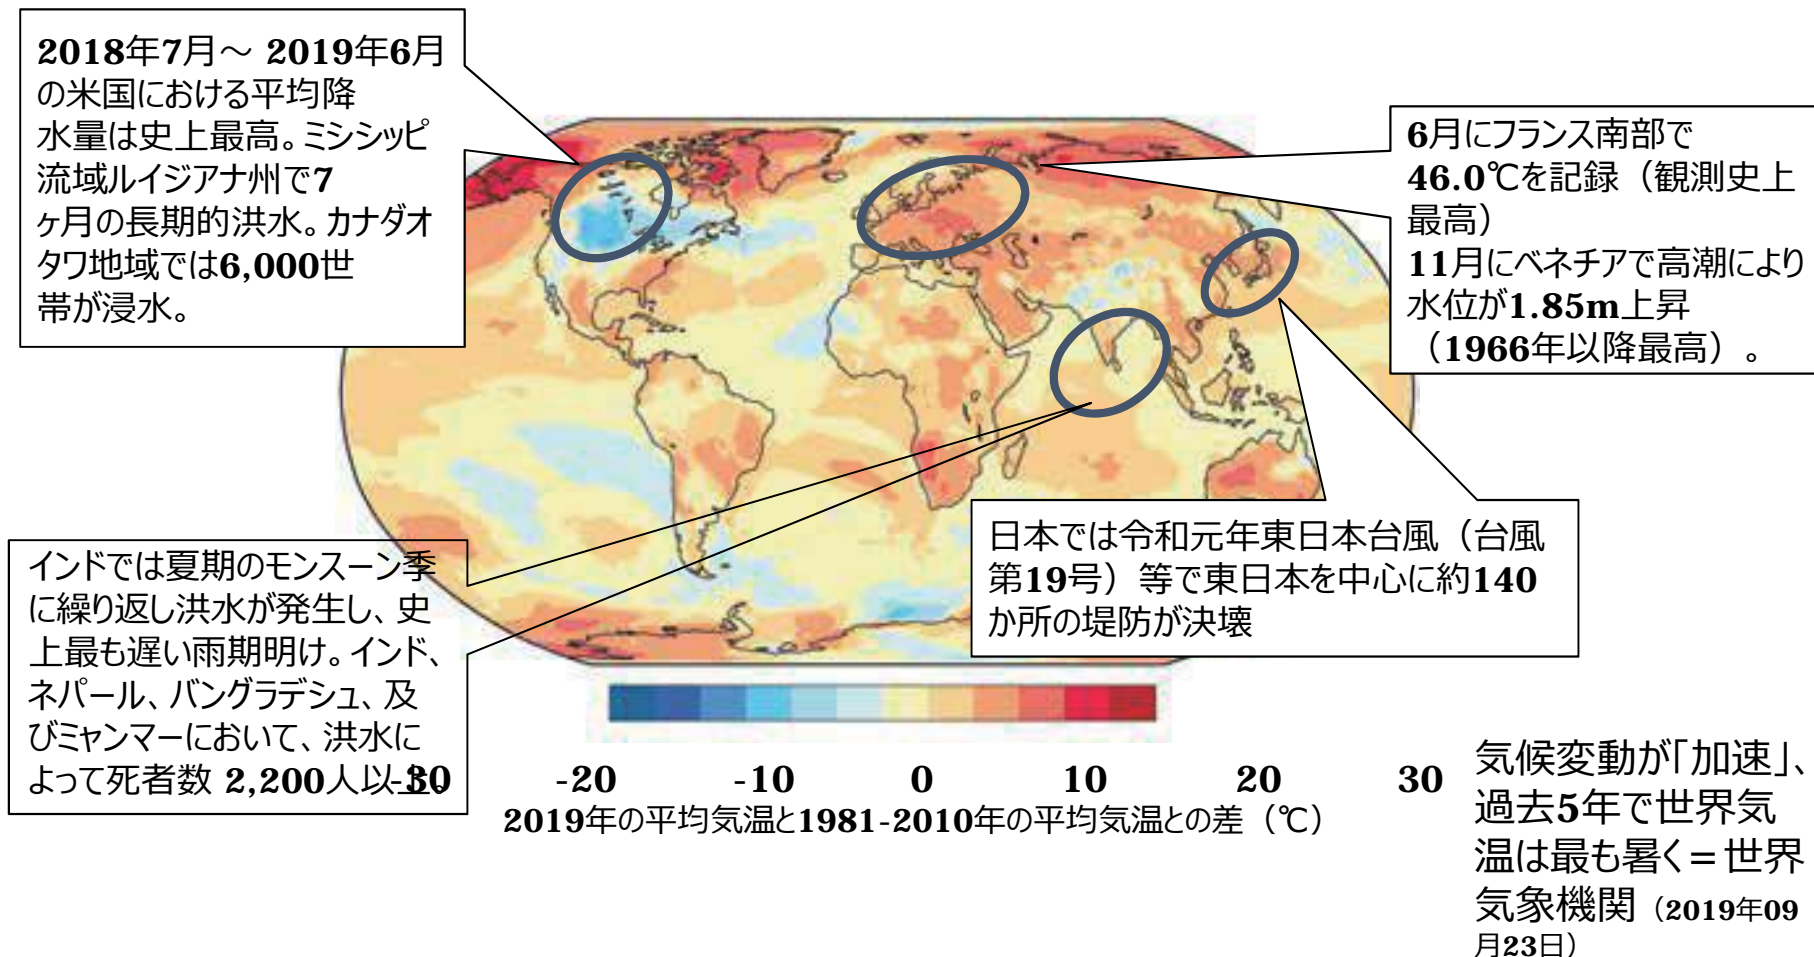 2018年7月～ 2019年6月
の米国における平均降
水量は史上最高。ミシシッピ
流域ルイジアナ州で7
ヶ月の長期的洪水。カナダオ
タワ地域では6,000世
帯が浸水。
6月にフランス南部で
46.0℃を記録（観測史上
最高）
11月にベネチアで高潮により
水位が1.85m上昇
（1966年以降最高）。
日本では令和元年東日本台風（台風
第19号）等で東日本を中心に約140
か所の堤防が決壊
インドでは夏期のモンスーン季
に繰り返し洪水が発生し、史
上最も遅い雨期明け。インド、
ネパール、バングラデシュ、及
びミャンマーにおいて、洪水に
よって死者数 2,200人以上。
-30 -20 -10 0 10 20 30
2019年の平均気温と1981-2010年の平均気温との差（℃）
気候変動が「加速」、
過去5年で世界気
温は最も暑く＝世界
気象機関（2019年09
月23日）